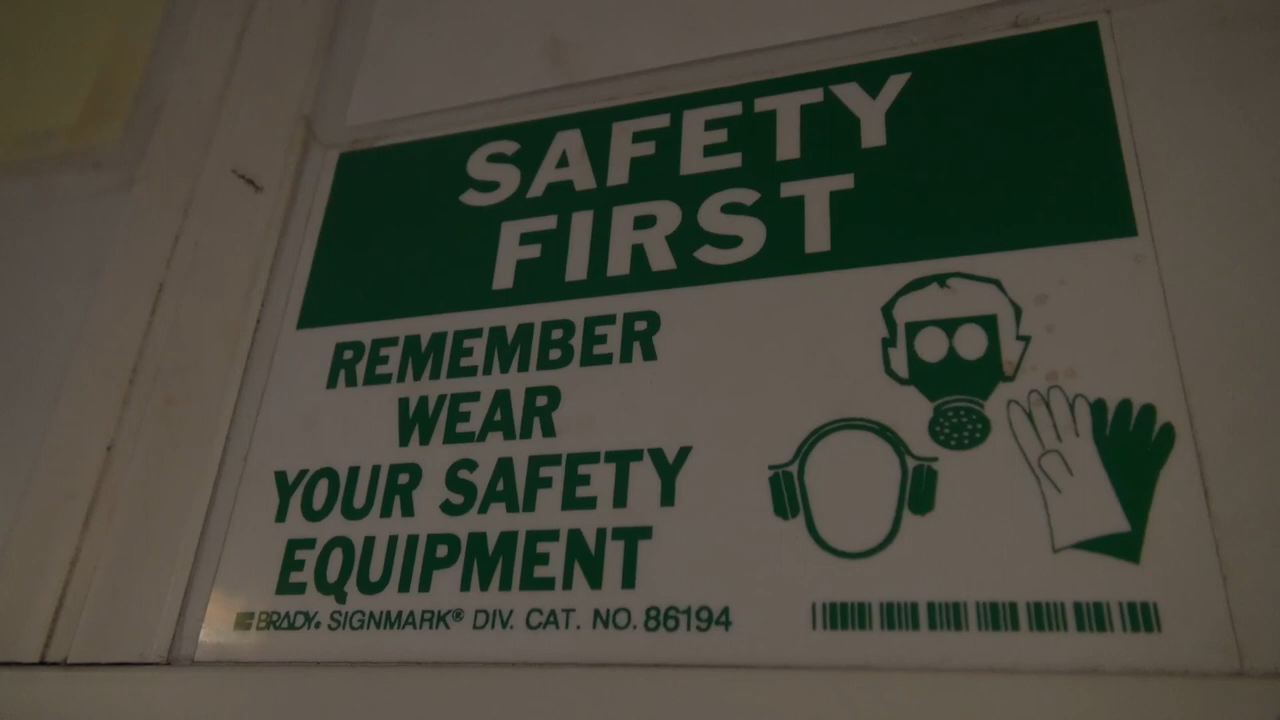 SAFETY
FIRST
REMEMBER
WEAR
YOUR SAFETY
EQUIPMENT
BRADY® SIGNMARK® DIV. CAT. NO. 86194